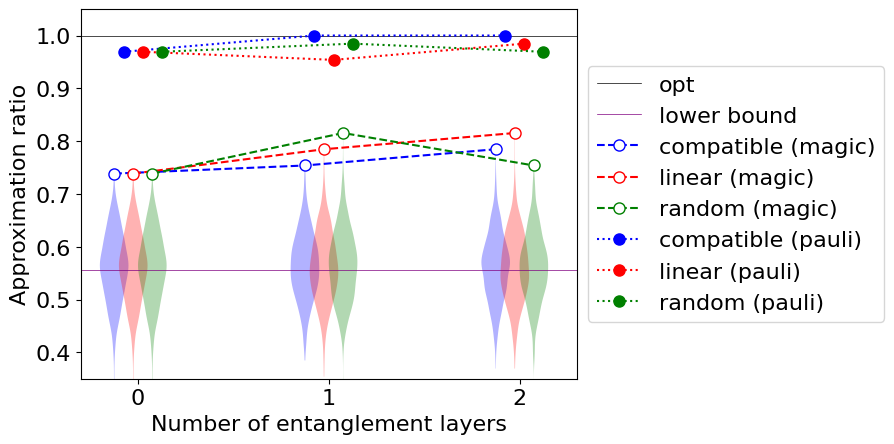 1.0
0.9
0.8
0.7
0.6
0.5
0.4
Approximation ratio
0 1 2
Number of entanglement layers
opt
lower bound
compatible (magic)
linear (magic)
random (magic)
compatible (pauli)
linear (pauli)
random (pauli)